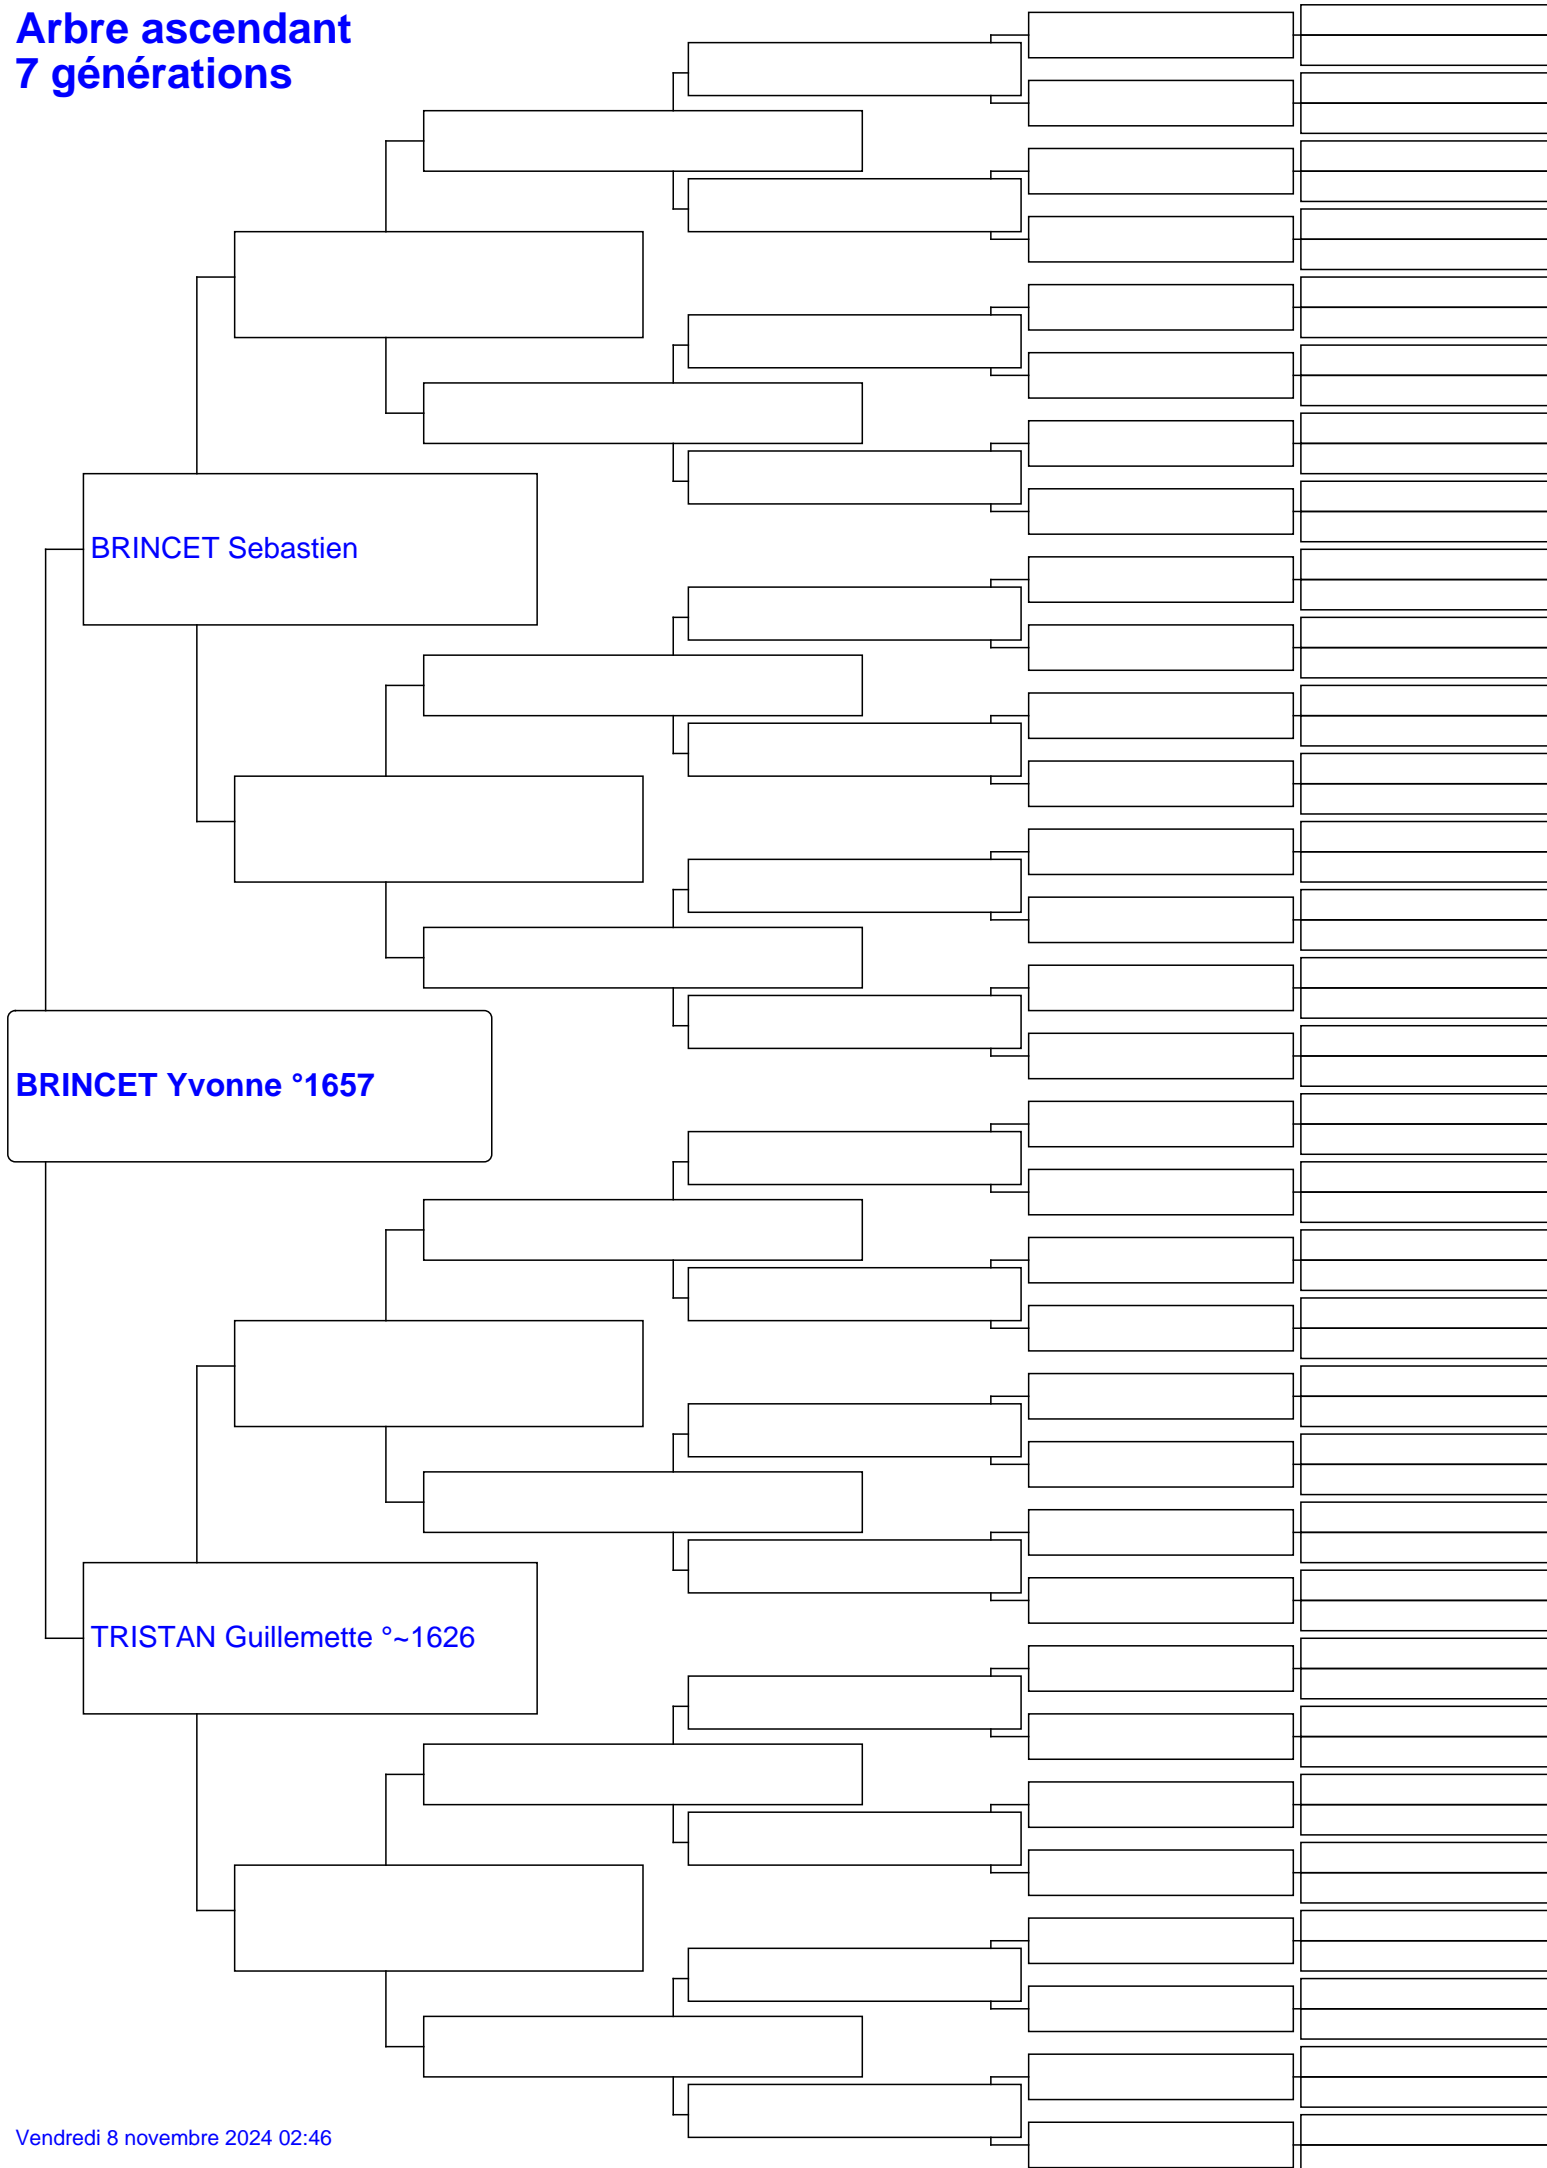 Arbre ascendant
7 générations
BRINCET Sebastien
BRINCET Yvonne °1657
TRISTAN Guillemette °~1626
Vendredi 8 novembre 2024 02:46